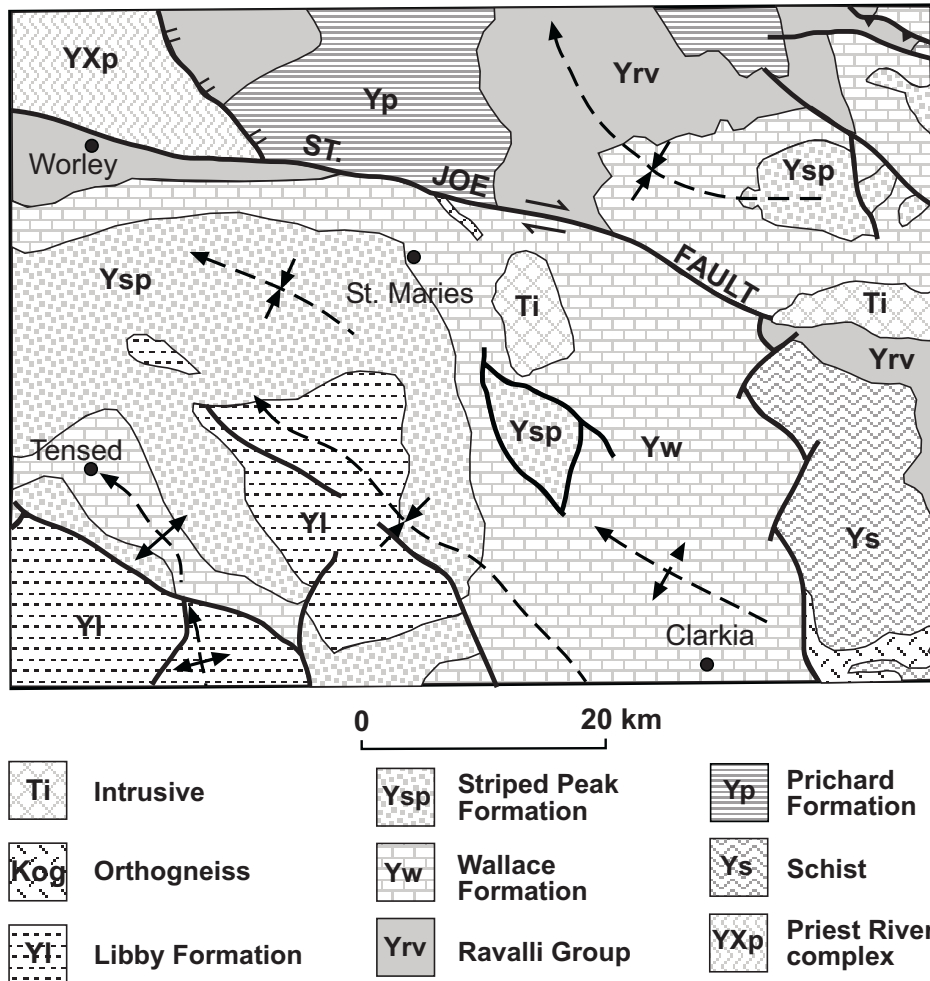 YXp
Yp
Yrv
Worley
ST.
JOE
FAULT
Ysp
Ysp
St. Maries
Ti
Ti
Yrv
Tensed
Ysp
Yw
Yl
Ys
Yl
Clarkia
0 20 km
Ti Intrusive
Kog Orthogneiss
Yl Libby Formation
Ysp Striped Peak
Formation
Yw Wallace
Formation
Yrv Ravalli Group
Yp Prichard
Formation
Ys Schist
YXp Priest River
complex